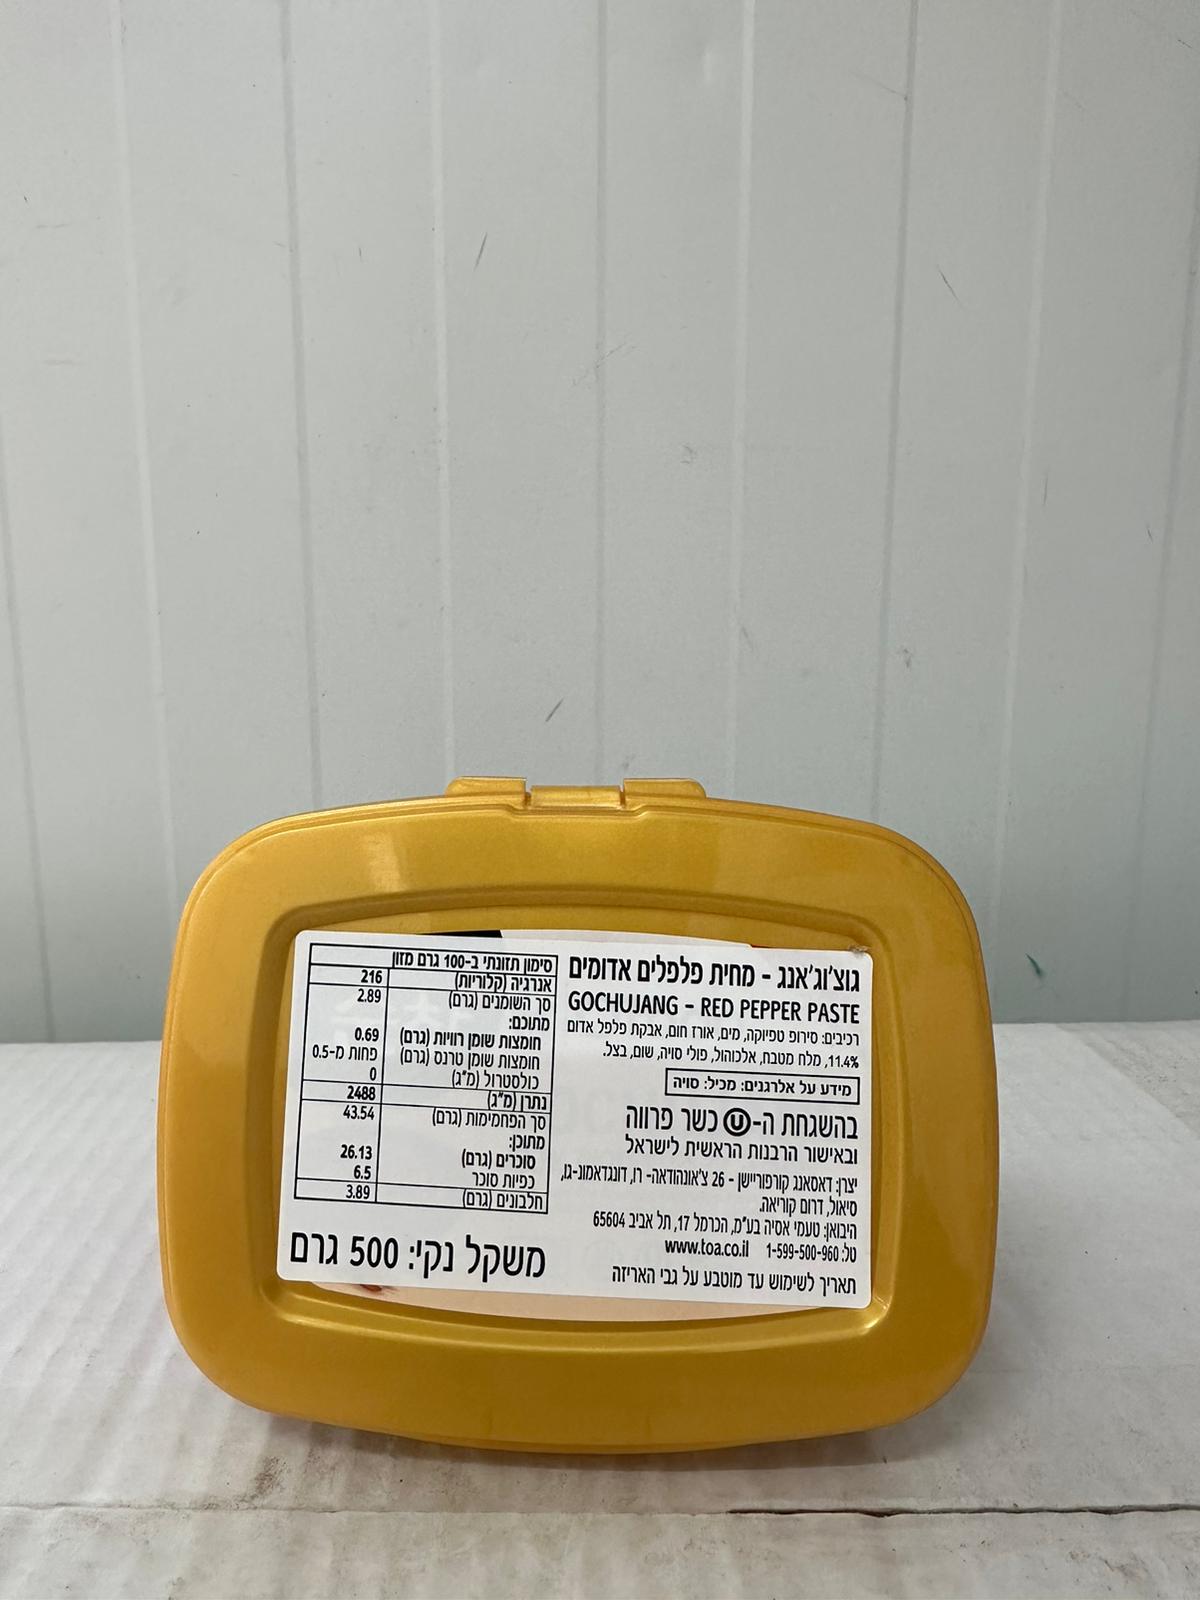 גוצ'וג'אנג - מחית פלפלים אדומים
GOCHUJANG - RED PEPPER PASTE
רכיבים: סירופ טפיוקה, מים, אורז חום, אבקת פלפל אדום
11.4%, מלח מטבח, אלכוהול, פולי סויה, שום, בצל.
מידע על אלרגנים: מכיל: סויה
בהשגחת ה-U כשר פרווה
ובאישור הרבנות הראשית לישראל
יצרן: דאסאנג קורפוריישן - 26 צ'אונהודאה- רו, דונגדאמונ-גו,
סיאול, דרום קוריאה.
היבואן: טעמי אסיה בע"מ, הכרמל 17, תל אביב 65604
טל: 1-599-500-960 www.toa.co.il
תאריך לשימוש עד מוטבע על גבי האריזה
סימון תזונתי ב-100 גרם מזון
אנרגיה (קלוריות) 216
סך השומנים (גרם) 2.89
מתוכם:
חומצות שומן רוויות (גרם) 0.69
חומצות שומן טרנס (גרם) פחות מ-0.5
כולסטרול (מ"ג) 0
נתרן (מ"ג) 2488
סך הפחמימות (גרם) 43.54
מתוכן:
סוכרים (גרם) 26.13
כפיות סוכר 6.5
חלבונים (גרם) 3.89
משקל נקי: 500 גרם